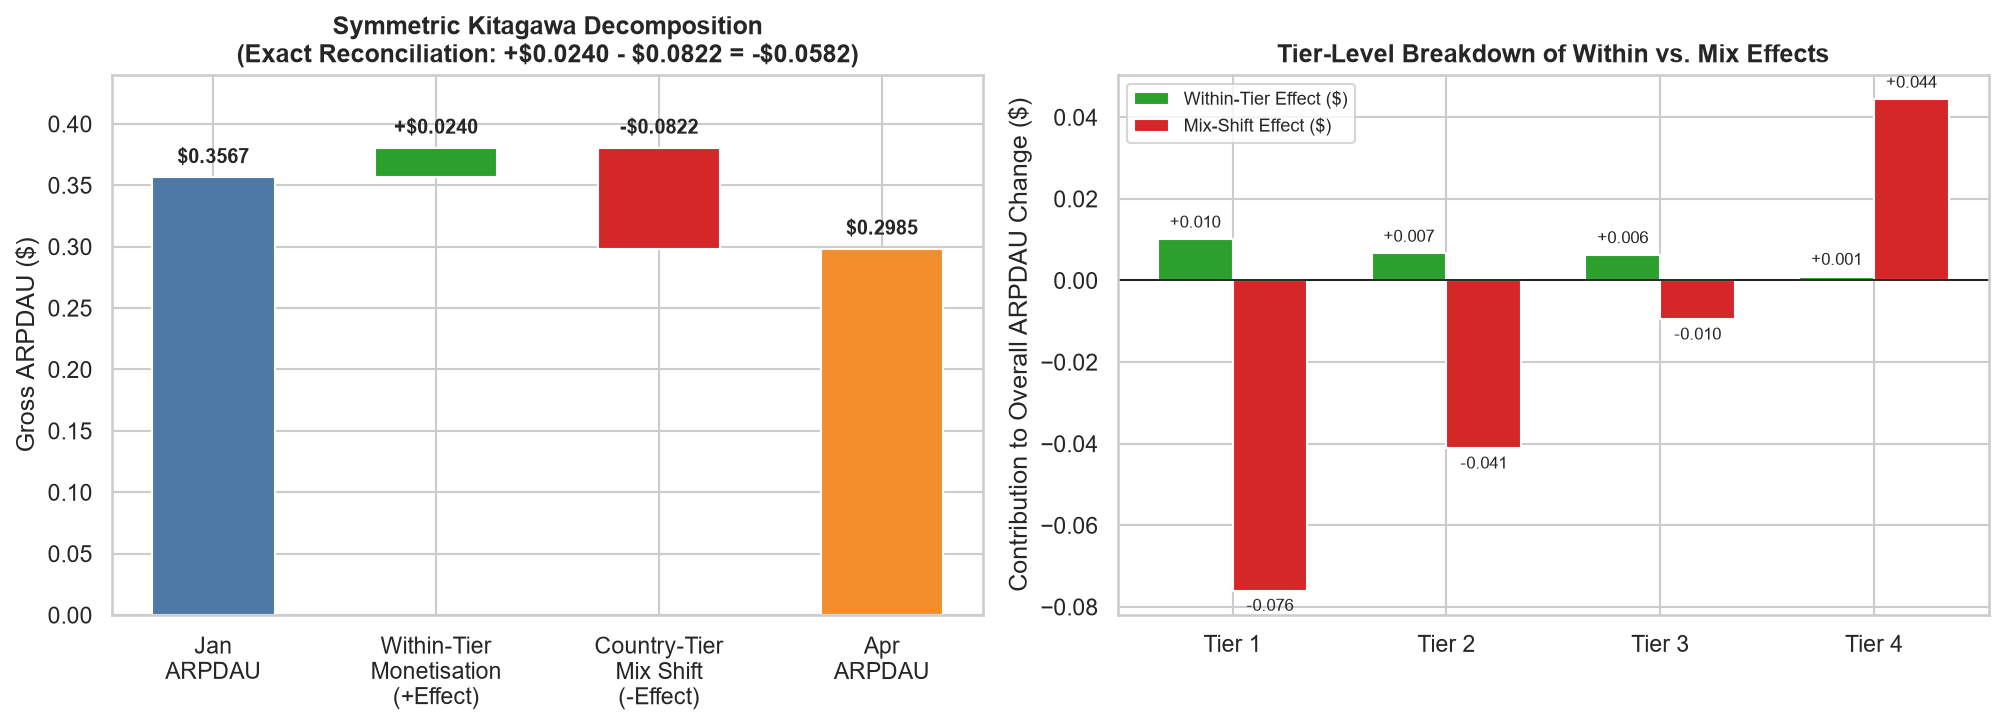 Symmetric Kitagawa Decomposition
(Exact Reconciliation: +$0.0240 - $0.0822 = -$0.0582)
Gross ARPDAU ($)
0.40
0.35
0.30
0.25
0.20
0.15
0.10
0.05
0.00
$0.3567
+$0.0240
-$0.0822
$0.2985
Jan
ARPDAU
Within-Tier
Monetisation
(+Effect)
Country-Tier
Mix Shift
(-Effect)
Apr
ARPDAU
Tier-Level Breakdown of Within vs. Mix Effects
Contribution to Overall ARPDAU Change ($)
Within-Tier Effect ($)
Mix-Shift Effect ($)
0.04
0.02
0.00
−0.02
−0.04
−0.06
−0.08
+0.010
-0.076
+0.007
-0.041
+0.006
-0.010
+0.001
+0.044
Tier 1
Tier 2
Tier 3
Tier 4